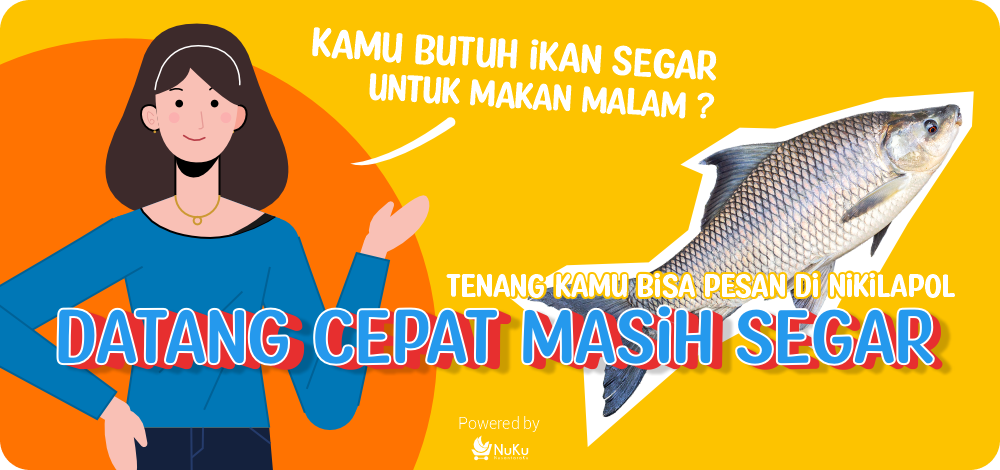 KAMU BUTUH iKAN SEGAR
UNTUK MAKAN MALAM ?
TENANG KAMU BiSA PESAN Di NiKiLAPOL
DATANG CEPAT MASiH SEGAR
Powered by
NuKu